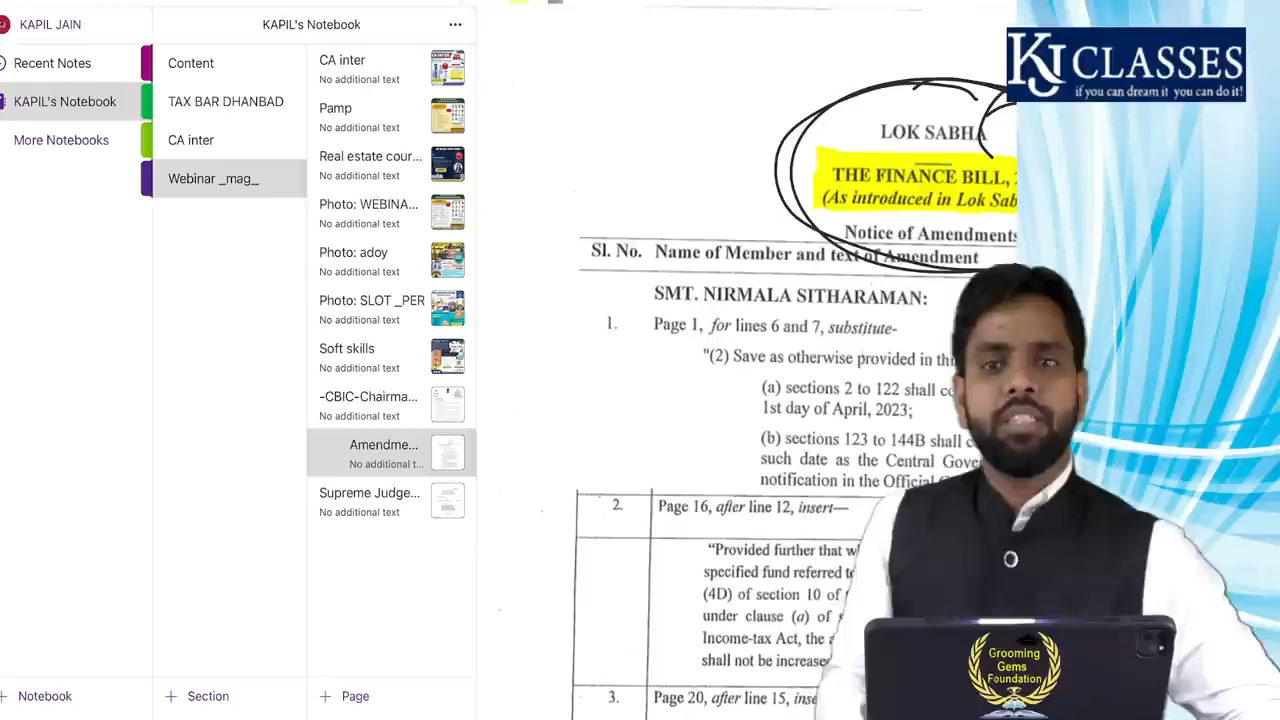 KAPIL JAIN
Recent Notes
KAPIL's Notebook
More Notebooks
Notebook
KAPIL's Notebook
Content
TAX BAR DHANBAD
CA inter
Webinar _mag_
Section
CA inter
No additional text
Pamp
No additional text
Real estate cour...
No additional text
Photo: WEBINA...
No additional text
Photo: adoy
No additional text
Photo: SLOT _PER
No additional text
Soft skills
No additional text
-CBIC-Chairma...
No additional text
Amendme...
No additional t...
Supreme Judge...
No additional text
Page
LOK SABHA
THE FINANCE BILL,
(As introduced in Lok Sab
Notice of Amendments
Sl. No. Name of Member and text of Amendment
SMT. NIRMALA SITHARAMAN:
1. Page 1, for lines 6 and 7, substitute-
"(2) Save as otherwise provided in thi
(a) sections 2 to 122 shall co
1st day of April, 2023;
(b) sections 123 to 144B shall c
such date as the Central Gove
notification in the Official
2. Page 16, after line 12, insert—
“Provided further that w
specified fund referred to
(4D) of section 10 of
under clause (a) of
Income-tax Act, the
shall not be increase
3. Page 20, after line 15, inse
KJ CLASSES
if you can dream it you can do it!
Grooming
Gems
Foundation